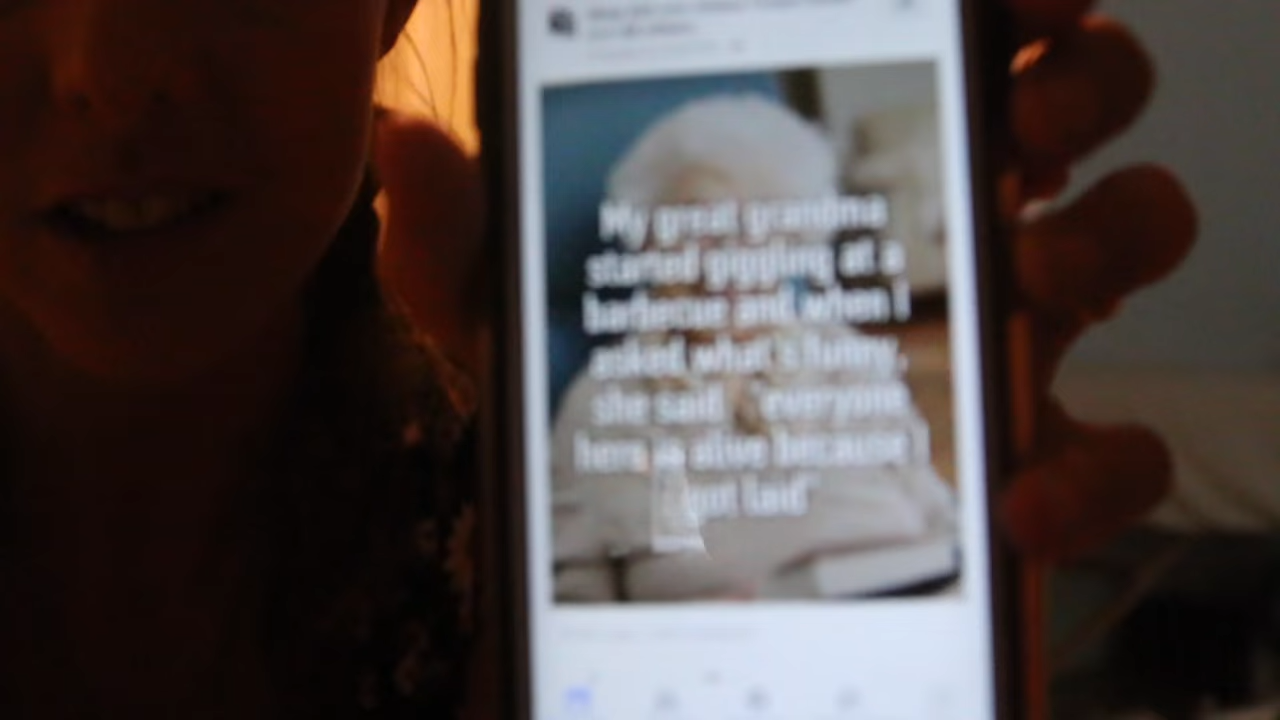 My great grandma
started giggling at a
barbecue and when I
asked what's funny,
she said "everyone
here is alive because I
got laid"